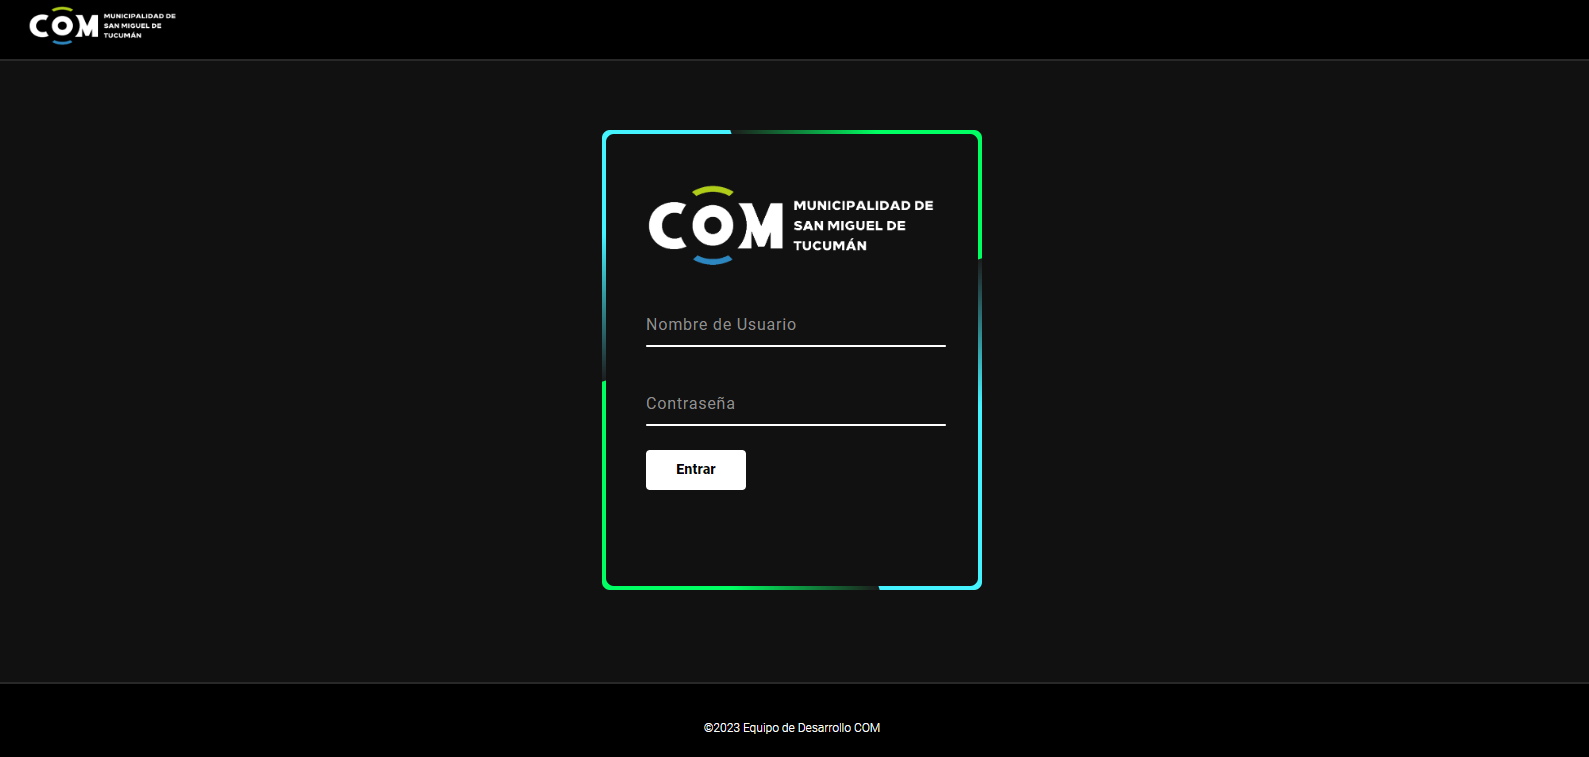 COM
MUNICIPALIDAD DE
SAN MIGUEL DE
TUCUMÁN
COM
MUNICIPALIDAD DE
SAN MIGUEL DE
TUCUMÁN
Nombre de Usuario
Contraseña
Entrar
©2023 Equipo de Desarrollo COM